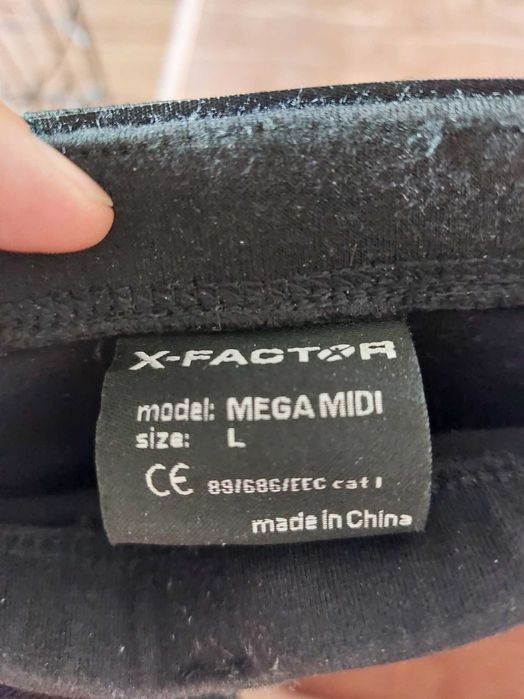 X-FACTOR
model: MEGA MIDI
size: L
CE 89/686/EEC cat I
made in China